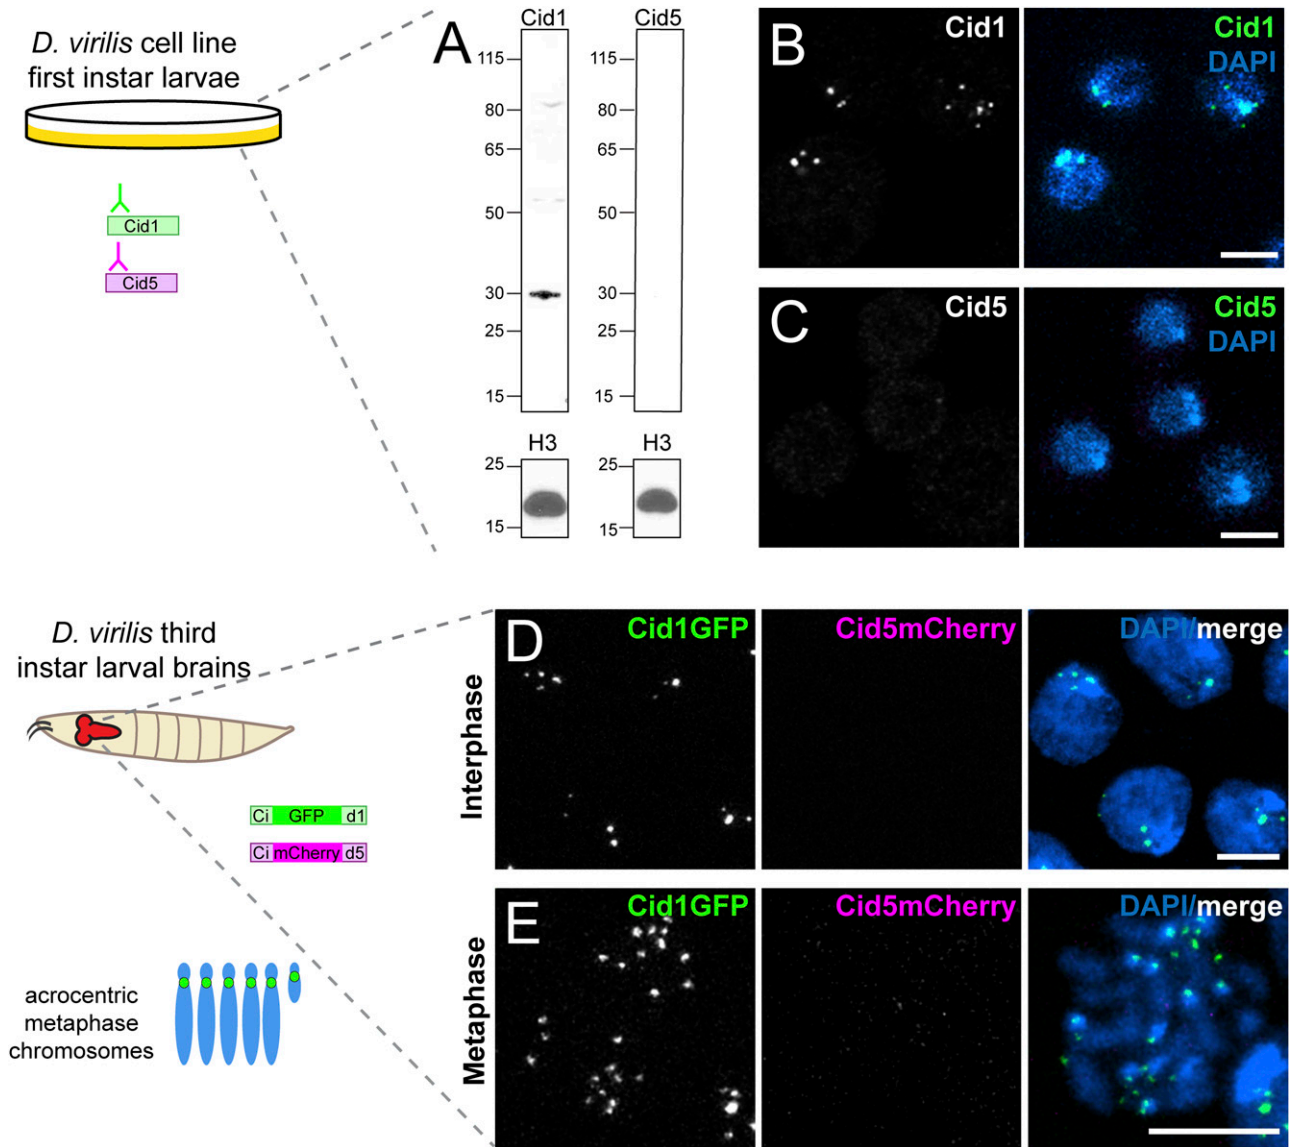 D. virilis cell line
first instar larvae
Cid1
Cid5
A
Cid1
115
80
65
50
30
25
15
H3
25
15
Cid5
115
80
65
50
30
25
15
H3
25
15
B
Cid1
Cid1
DAPI
C
Cid5
Cid5
DAPI
D. virilis third
instar larval brains
Ci GFP d1
Ci mCherry d5
acrocentric
metaphase
chromosomes
Interphase
D
Cid1GFP
Cid5mCherry
DAPI/merge
Metaphase
E
Cid1GFP
Cid5mCherry
DAPI/merge